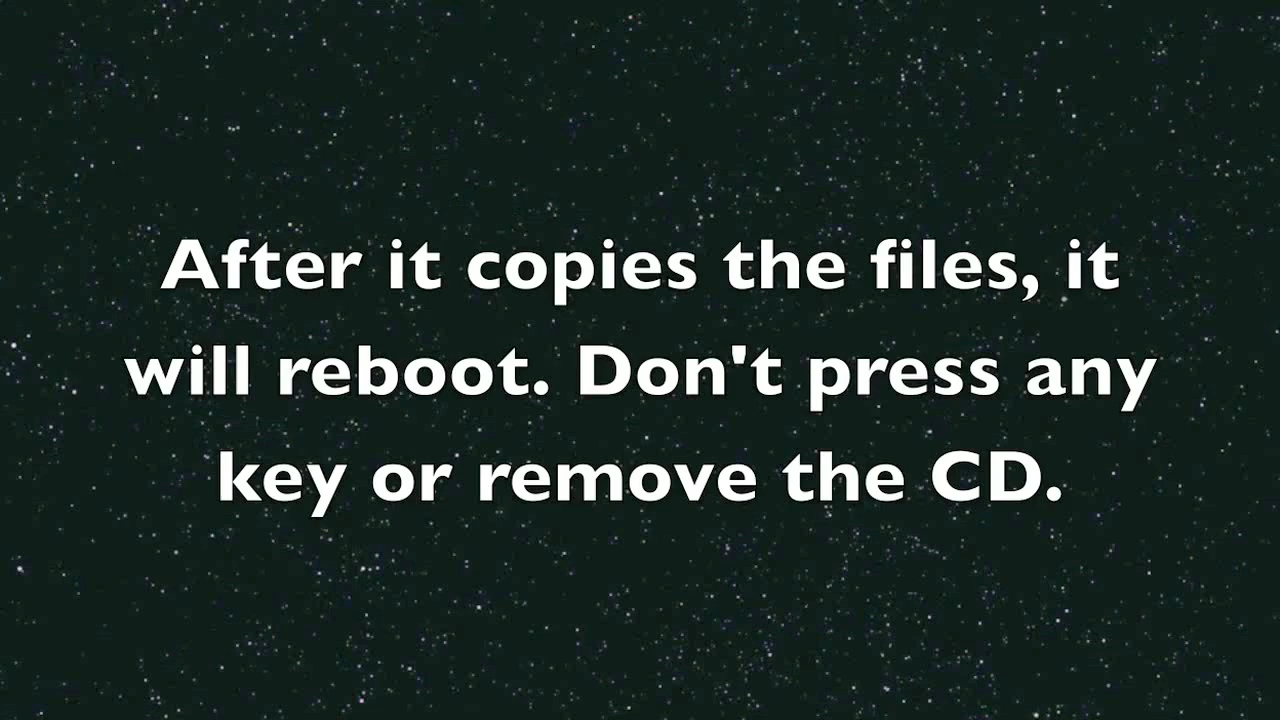 After it copies the files, it
will reboot. Don't press any
key or remove the CD.